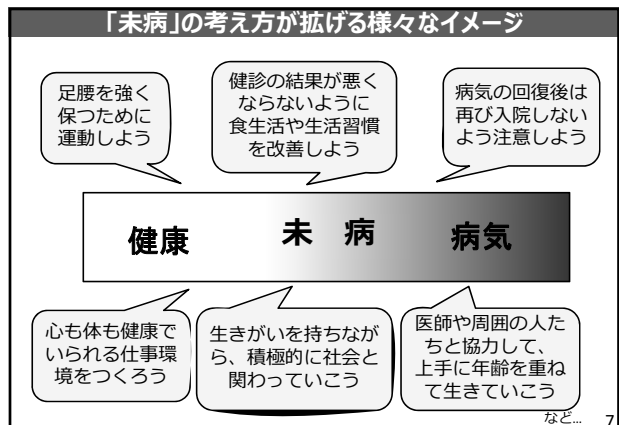 「未病」の考え方が拡げる様々なイメージ
足腰を強く
保つために
運動しよう
健診の結果が悪く
ならないように
食生活や生活習慣
を改善しよう
病気の回復後は
再び入院しない
よう注意しよう
健康
未 病
病気
心も体も健康で
いられる仕事環
境をつくろう
生きがいを持ちなが
ら、積極的に社会と
関わっていこう
医師や周囲の人た
ちと協力して、
上手に年齢を重ね
て生きていこう
など…
7